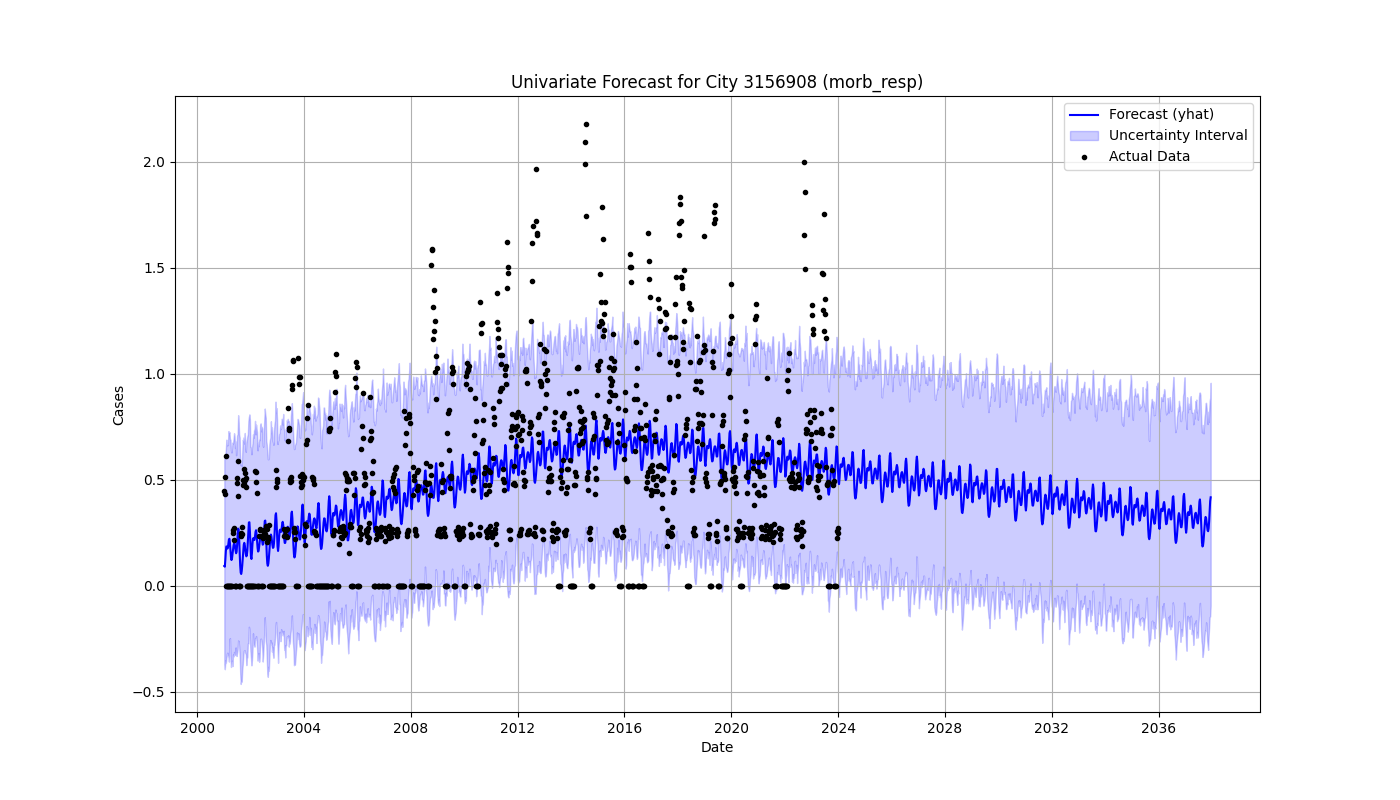 Univariate Forecast for City 3156908 (morb_resp)
Forecast (yhat)
Uncertainty Interval
Actual Data
Cases
2.0
1.5
1.0
0.5
0.0
−0.5
2000 2004 2008 2012 2016 2020 2024 2028 2032 2036
Date